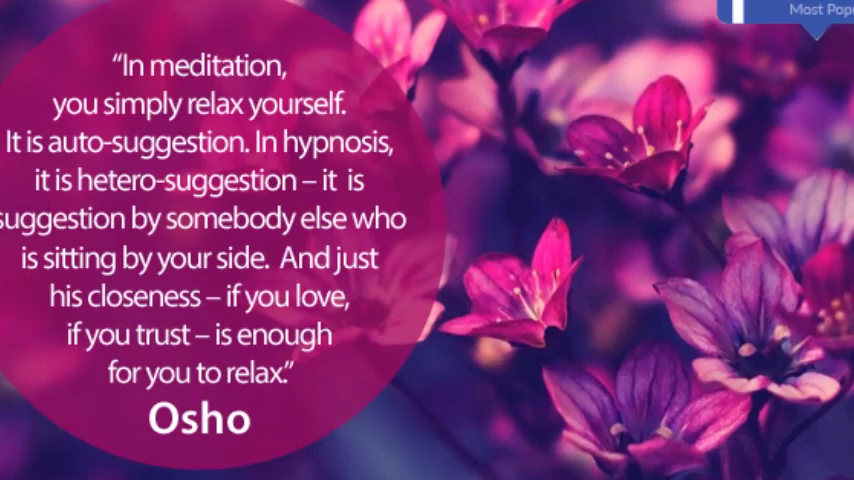 “In meditation,
you simply relax yourself.
It is auto-suggestion. In hypnosis,
it is hetero-suggestion – it is
suggestion by somebody else who
is sitting by your side. And just
his closeness – if you love,
if you trust – is enough
for you to relax.”
Osho
Most